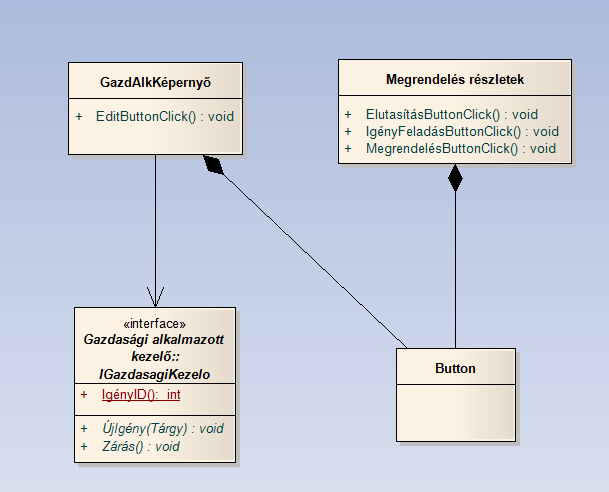 GazdAlkKépernyő
+ EditButtonClick() : void
Megrendelés részletek
+ ElutasításButtonClick() : void
+ IgényFeladásButtonClick() : void
+ MegrendelésButtonClick() : void
«interface»
Gazdasági alkalmazott
kezelő::
IGazdasagiKezelo
+ IgényID(): int
+ ÚjIgény(Tárgy) : void
+ Zárás() : void
Button